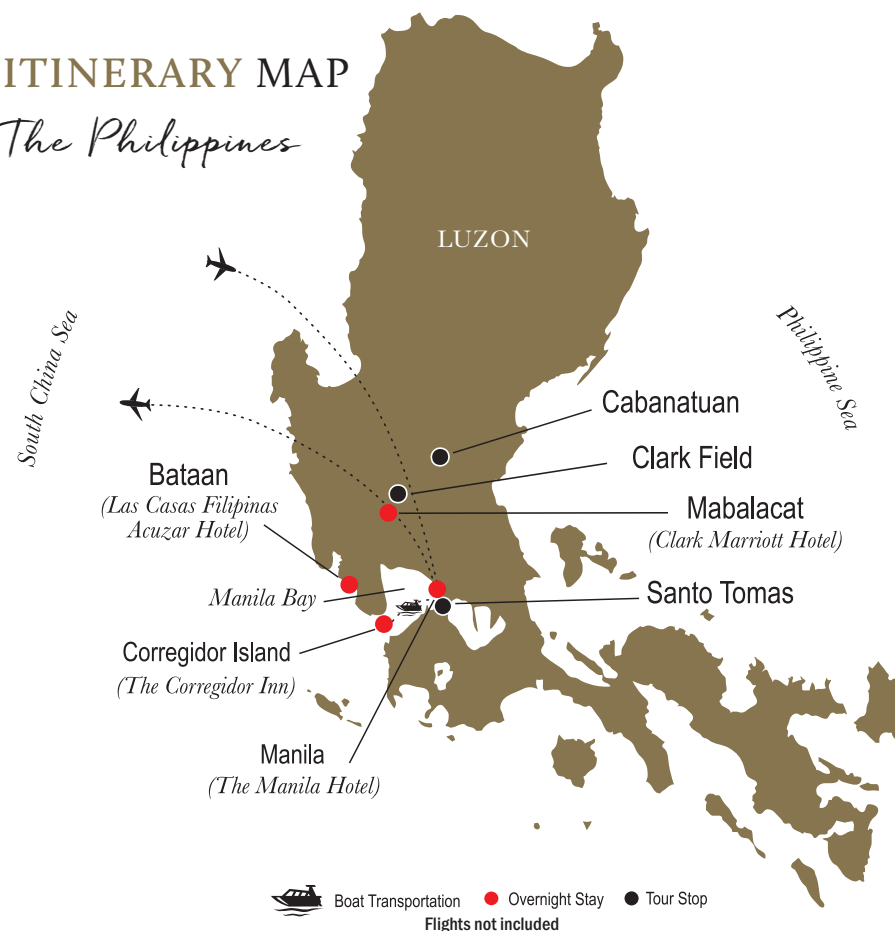 ITINERARY MAP
The Philippines
LUZON
South China Sea
Philippine Sea
Cabanatuan
Clark Field
Bataan
(Las Casas Filipinas
Acuzar Hotel)
Mabalacat
(Clark Marriott Hotel)
Manila Bay
Santo Tomas
Corregidor Island
(The Corregidor Inn)
Manila
(The Manila Hotel)
Boat Transportation Overnight Stay Tour Stop
Flights not included